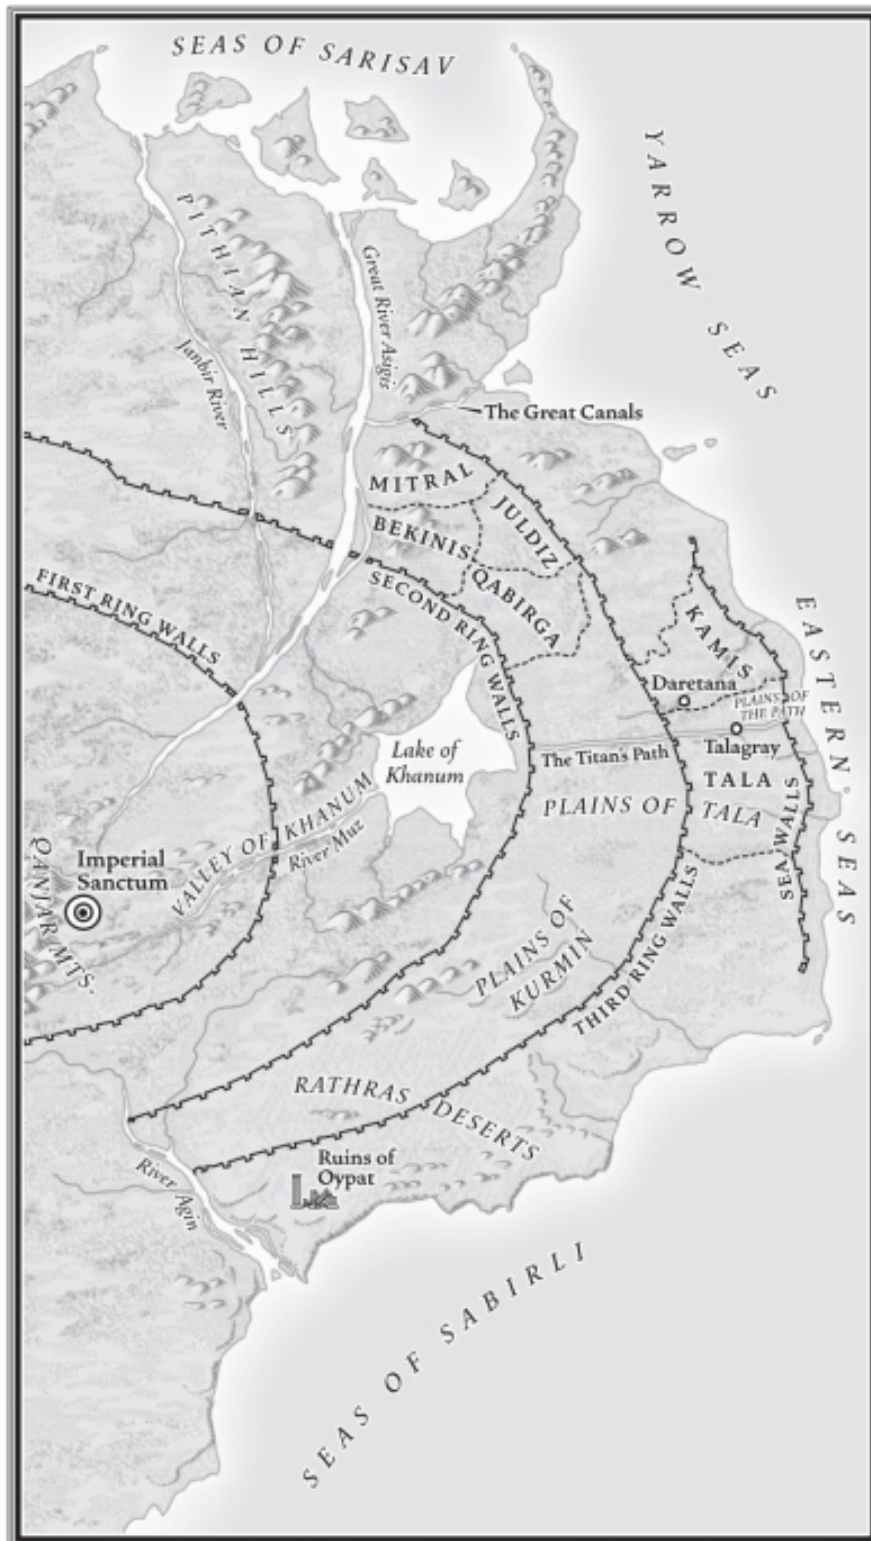 SEAS OF SARISAV
YARROW SEAS
PITHIAN HILLS
Great River Asigis
Janbir River
The Great Canals
MITRAL
JULDIZ
BEKINIS
QABIRGA
FIRST RING WALLS
SECOND RING WALLS
KAMIS
EASTERN SEAS
Daretana
PLAINS OF
THE PATH
Lake of
Khanum
The Titan's Path
Talagray
TALA
PLAINS OF TALA
VALLEY OF KHANUM
River Muz
SEA WALLS
QANJAR MTS.
Imperial
Sanctum
PLAINS OF
KURMIN
THIRD RING WALLS
RATHRAS DESERTS
Ruins of
Oypat
River Agin
SEAS OF SABIRLI